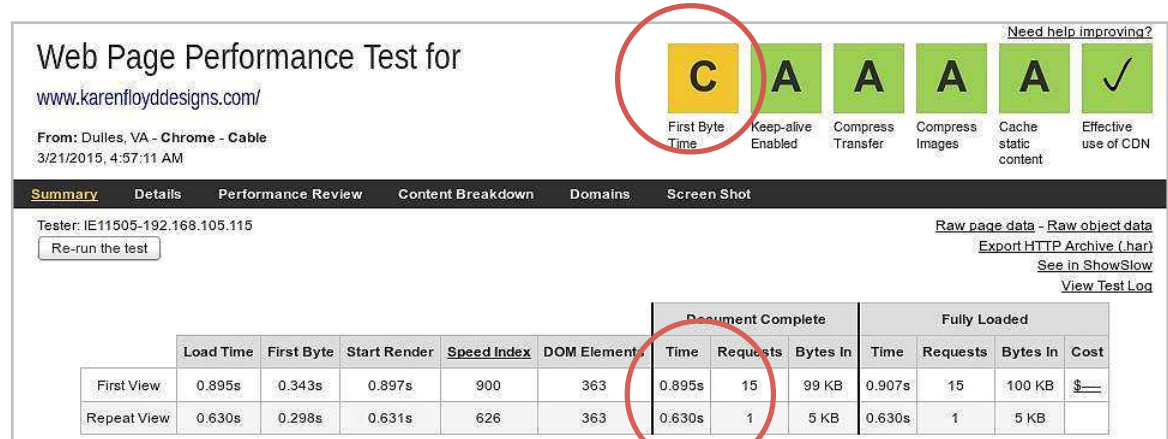 Need help improving?
Web Page Performance Test for
www.karenfloyddesigns.com/
From: Dulles, VA - Chrome - Cable
3/21/2015, 4:57:11 AM
C A A A A ✓
First Byte Time Keep-alive Enabled Compress Transfer Compress Images Cache static content Effective use of CDN
Summary Details Performance Review Content Breakdown Domains Screen Shot
Tester: IE11505-192.168.105.115
Re-run the test
Raw page data - Raw object data
Export HTTP Archive (.har)
See in ShowSlow
View Test Log
Document Complete Fully Loaded
Load Time First Byte Start Render Speed Index DOM Elements Time Requests Bytes In Time Requests Bytes In Cost
First View 0.895s 0.343s 0.897s 900 363 0.895s 15 99 KB 0.907s 15 100 KB $----
Repeat View 0.630s 0.298s 0.631s 626 363 0.630s 1 5 KB 0.630s 1 5 KB